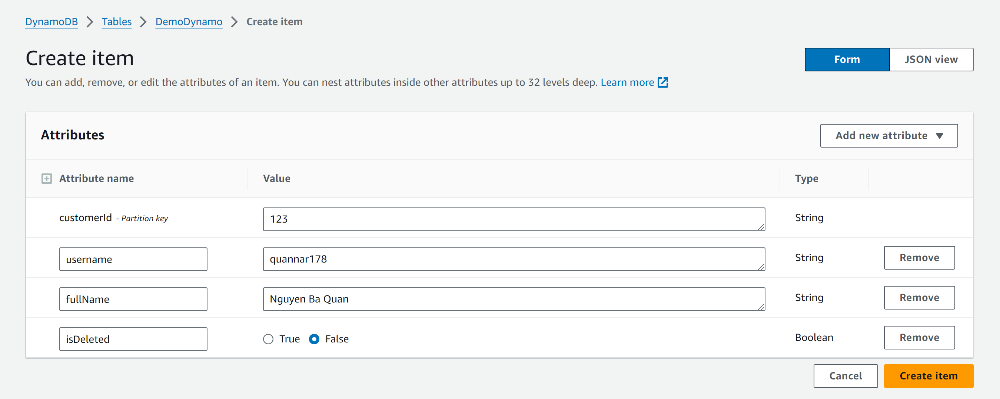 DynamoDB > Tables > DemoDynamo > Create item
Create item
Form JSON view
You can add, remove, or edit the attributes of an item. You can nest attributes inside other attributes up to 32 levels deep. Learn more
Attributes
Add new attribute
Attribute name Value Type
customerId - Partition key 123 String
username quannar178 String Remove
fullName Nguyen Ba Quan String Remove
isDeleted True False Boolean Remove
Cancel Create item